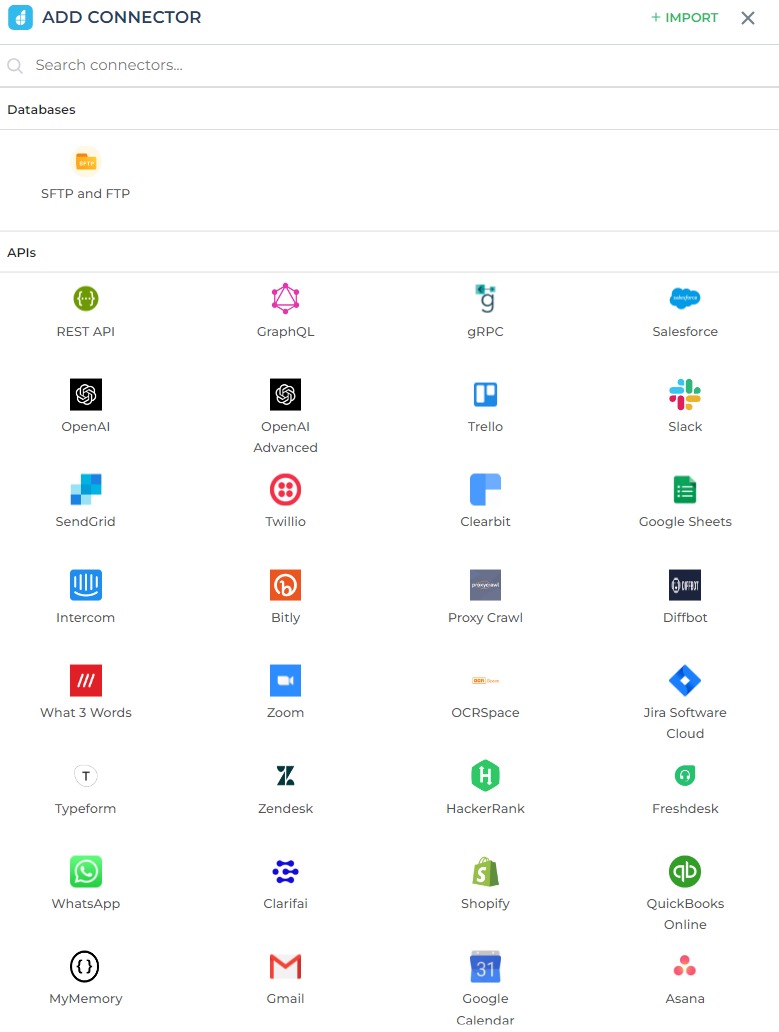 ADD CONNECTOR
+ IMPORT
Search connectors...
Databases
SFTP
SFTP and FTP
APIs
g
salesforce
REST API
GraphQL
gRPC
Salesforce
OpenAI
OpenAI
Advanced
Trello
Slack
SendGrid
Twillio
Clearbit
Google Sheets
proxycrawl
DIFFBOT
Intercom
Bitly
Proxy Crawl
Diffbot
OCR Space
What 3 Words
Zoom
OCRSpace
Jira Software
Cloud
T
H
Typeform
Zendesk
HackerRank
Freshdesk
S
qb
WhatsApp
Clarifai
Shopify
QuickBooks
Online
{ }
31
MyMemory
Gmail
Google
Calendar
Asana